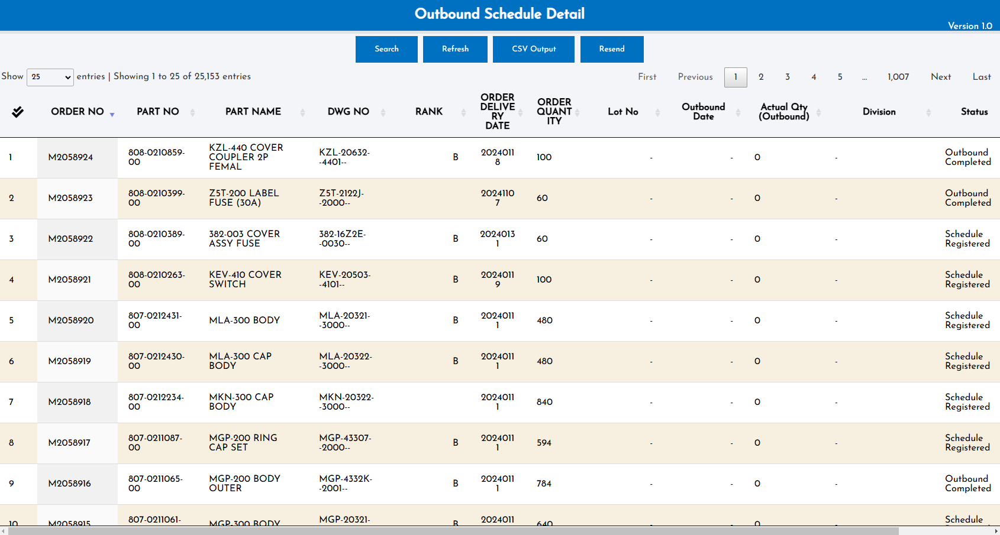 Outbound Schedule Detail
Version 1.0
Search Refresh CSV Output Resend
Show 25 entries | Showing 1 to 25 of 25,153 entries First Previous 1 2 3 4 5 ... 1,007 Next Last
ORDER NO PART NO PART NAME DWG NO RANK ORDER DELIVE RY DATE ORDER QUANT ITY Lot No Outbound Date Actual Qty (Outbound) Division Status
1 M2058924 808-0210859-00 KZL-440 COVER COUPLER 2P FEMAL KZL-20632--4401-- B 20240118 100 - - 0 - Outbound Completed
2 M2058923 808-0210399-00 Z5T-200 LABEL FUSE (30A) Z5T-2122J--2000-- 20241107 60 - - 0 - Outbound Completed
3 M2058922 808-0210389-00 382-003 COVER ASSY FUSE 382-16Z2E--0030-- B 20240131 60 - - 0 - Schedule Registered
4 M2058921 808-0210263-00 KEV-410 COVER SWITCH KEV-20503--4101-- B 20240119 100 - - 0 - Schedule Registered
5 M2058920 807-0212431-00 MLA-300 BODY MLA-20321--3000-- B 20240111 480 - - 0 - Schedule Registered
6 M2058919 807-0212430-00 MLA-300 CAP BODY MLA-20322--3000-- B 20240111 480 - - 0 - Schedule Registered
7 M2058918 807-0212234-00 MKN-300 CAP BODY MKN-20322--3000-- 20240111 840 - - 0 - Schedule Registered
8 M2058917 807-0211087-00 MGP-200 RING CAP SET MGP-43307--2000-- B 20240111 594 - - 0 - Schedule Registered
9 M2058916 807-0211065-00 MGP-200 BODY OUTER MGP-4332K--2001-- B 20240111 784 - - 0 - Outbound Completed
10 M2058915 807-0211061- MGP-300 BODY MGP-20321- B 2024011 640 - - 0 - Schedule